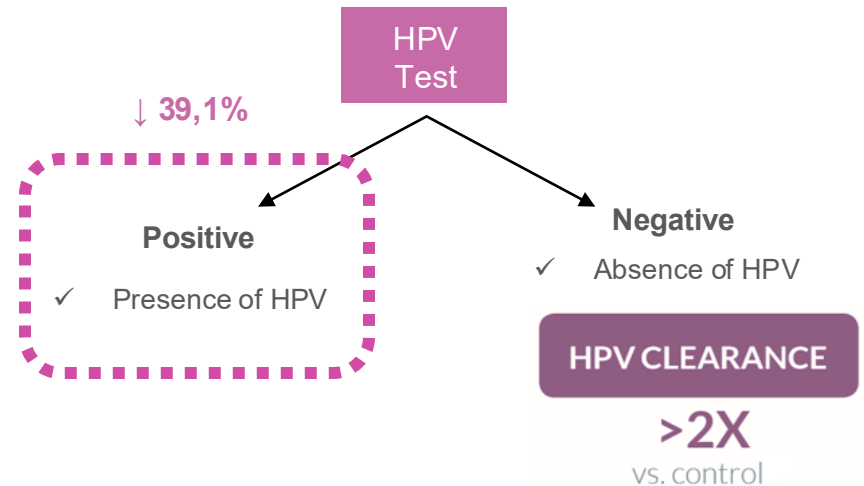 HPV
Test
↓ 39,1%
Positive
✓ Presence of HPV
Negative
✓ Absence of HPV
HPV CLEARANCE
>2X
vs. control